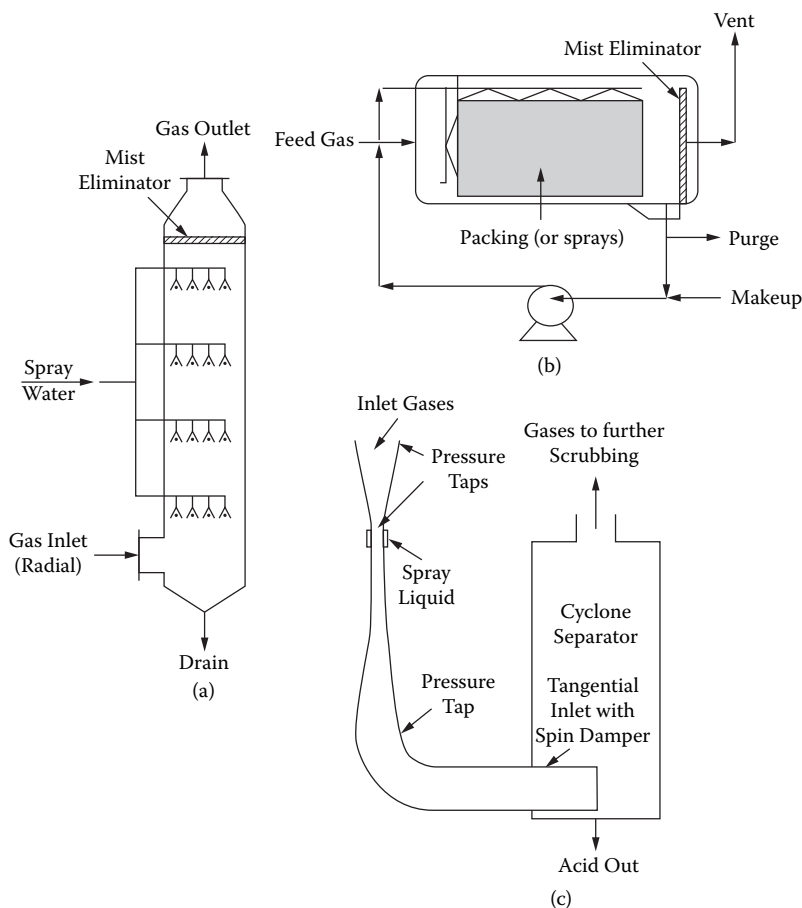 Gas Outlet
Mist
Eliminator
Spray
Water
Gas Inlet
(Radial)
Drain
(a)
Vent
Mist Eliminator
Feed Gas
Packing (or sprays)
Purge
Makeup
(b)
Inlet Gases
Pressure
Taps
Spray
Liquid
Pressure
Tap
Gases to further
Scrubbing
Cyclone
Separator
Tangential
Inlet with
Spin Damper
Acid Out
(c)